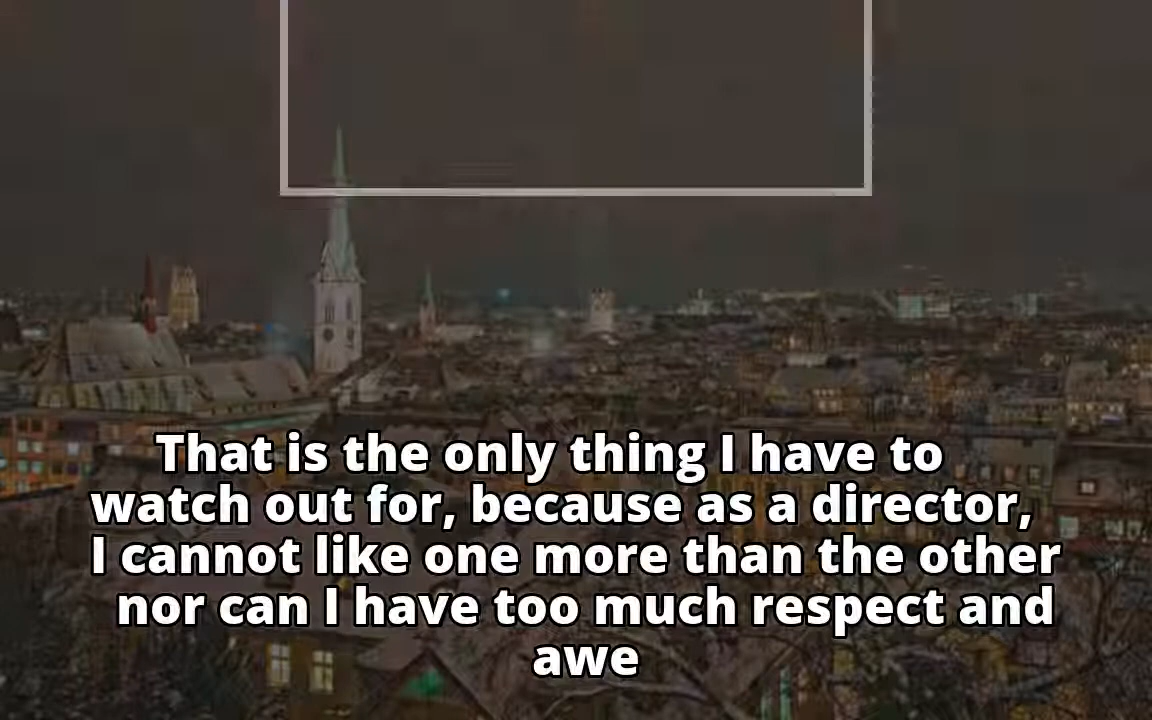 That is the only thing I have to
watch out for, because as a director,
I cannot like one more than the other
nor can I have too much respect and
awe